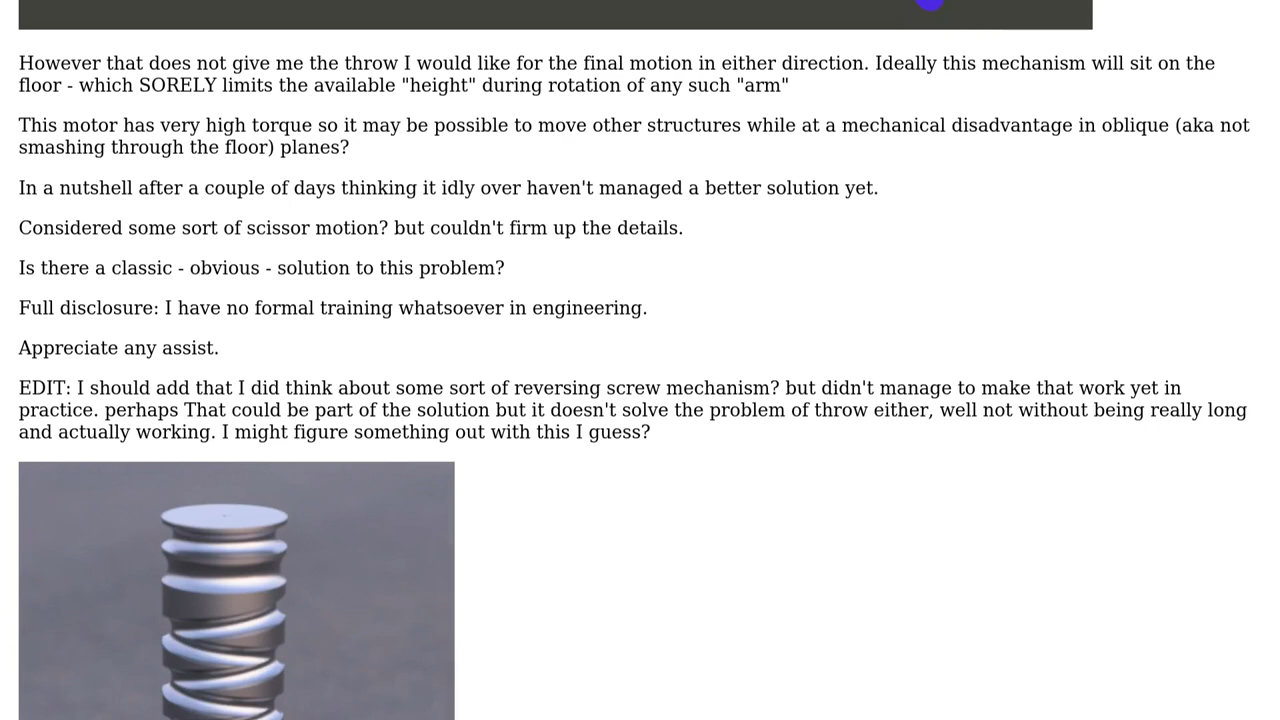 However that does not give me the throw I would like for the final motion in either direction. Ideally this mechanism will sit on the
floor - which SORELY limits the available "height" during rotation of any such "arm"
This motor has very high torque so it may be possible to move other structures while at a mechanical disadvantage in oblique (aka not
smashing through the floor) planes?
In a nutshell after a couple of days thinking it idly over haven't managed a better solution yet.
Considered some sort of scissor motion? but couldn't firm up the details.
Is there a classic - obvious - solution to this problem?
Full disclosure: I have no formal training whatsoever in engineering.
Appreciate any assist.
EDIT: I should add that I did think about some sort of reversing screw mechanism? but didn't manage to make that work yet in
practice. perhaps That could be part of the solution but it doesn't solve the problem of throw either, well not without being really long
and actually working. I might figure something out with this I guess?